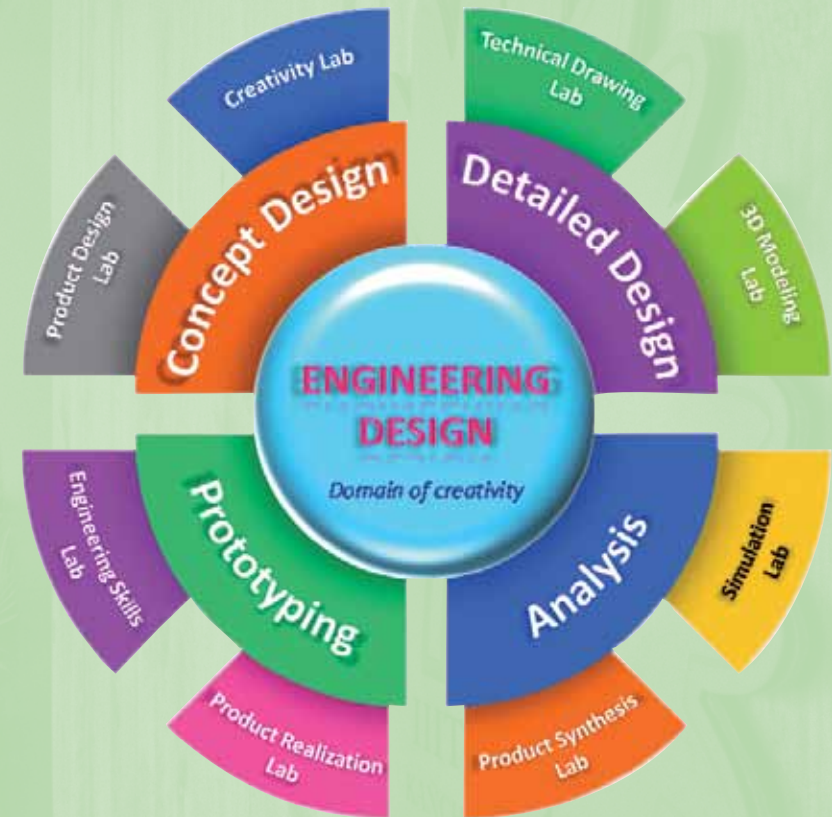 Creativity Lab
Technical Drawing
Lab
Product Design
Lab
Concept Design
Detailed Design
3D Modeling
Lab
ENGINEERING
DESIGN
Domain of creativity
Engineering Skills
Lab
Prototyping
Analysis
Simulation
Lab
Product Realization
Lab
Product Synthesis
Lab